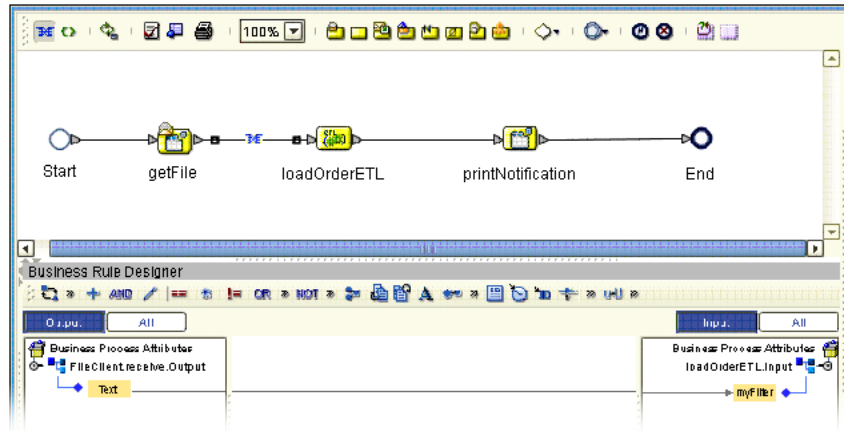 100%
Start
getFile
loadOrderETL
printNotification
End
Business Rule Designer
AND
==
!=
OR
NOT
A
Output
All
Input
All
Business Process Attributes
Business Process Attributes
FileClient.receive.Output
loadOrderETL.Input
Text
myFilter